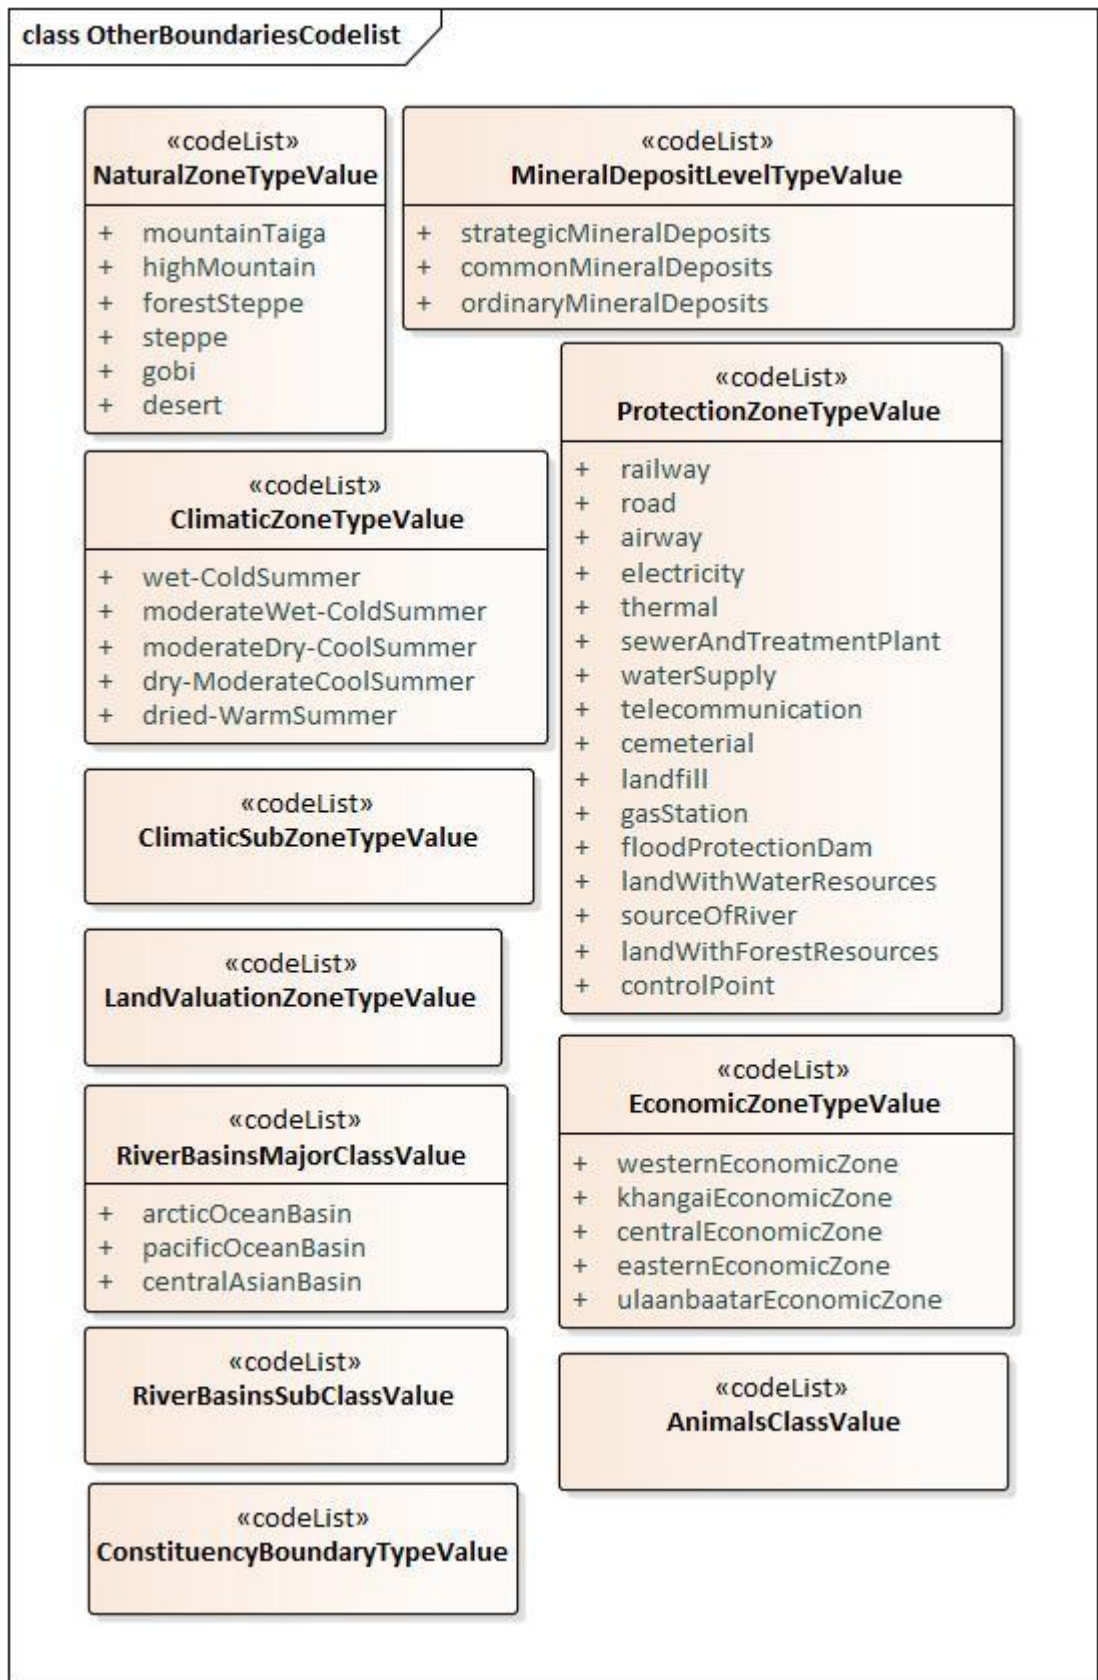 class OtherBoundariesCodelist
«codeList»
NaturalZoneTypeValue
+ mountainTaiga
+ highMountain
+ forestSteppe
+ steppe
+ gobi
+ desert
«codeList»
MineralDepositLevelTypeValue
+ strategicMineralDeposits
+ commonMineralDeposits
+ ordinaryMineralDeposits
«codeList»
ProtectionZoneTypeValue
+ railway
+ road
+ airway
+ electricity
+ thermal
+ sewerAndTreatmentPlant
+ waterSupply
+ telecommunication
+ cemeterial
+ landfill
+ gasStation
+ floodProtectionDam
+ landWithWaterResources
+ sourceOfRiver
+ landWithForestResources
+ controlPoint
«codeList»
ClimaticZoneTypeValue
+ wet-ColdSummer
+ moderateWet-ColdSummer
+ moderateDry-CoolSummer
+ dry-ModerateCoolSummer
+ dried-WarmSummer
«codeList»
ClimaticSubZoneTypeValue
«codeList»
LandValuationZoneTypeValue
«codeList»
RiverBasinsMajorClassValue
+ arcticOceanBasin
+ pacificOceanBasin
+ centralAsianBasin
«codeList»
EconomicZoneTypeValue
+ westernEconomicZone
+ khangaiEconomicZone
+ centralEconomicZone
+ easternEconomicZone
+ ulaanbaatarEconomicZone
«codeList»
RiverBasinsSubClassValue
«codeList»
AnimalsClassValue
«codeList»
ConstituencyBoundaryTypeValue